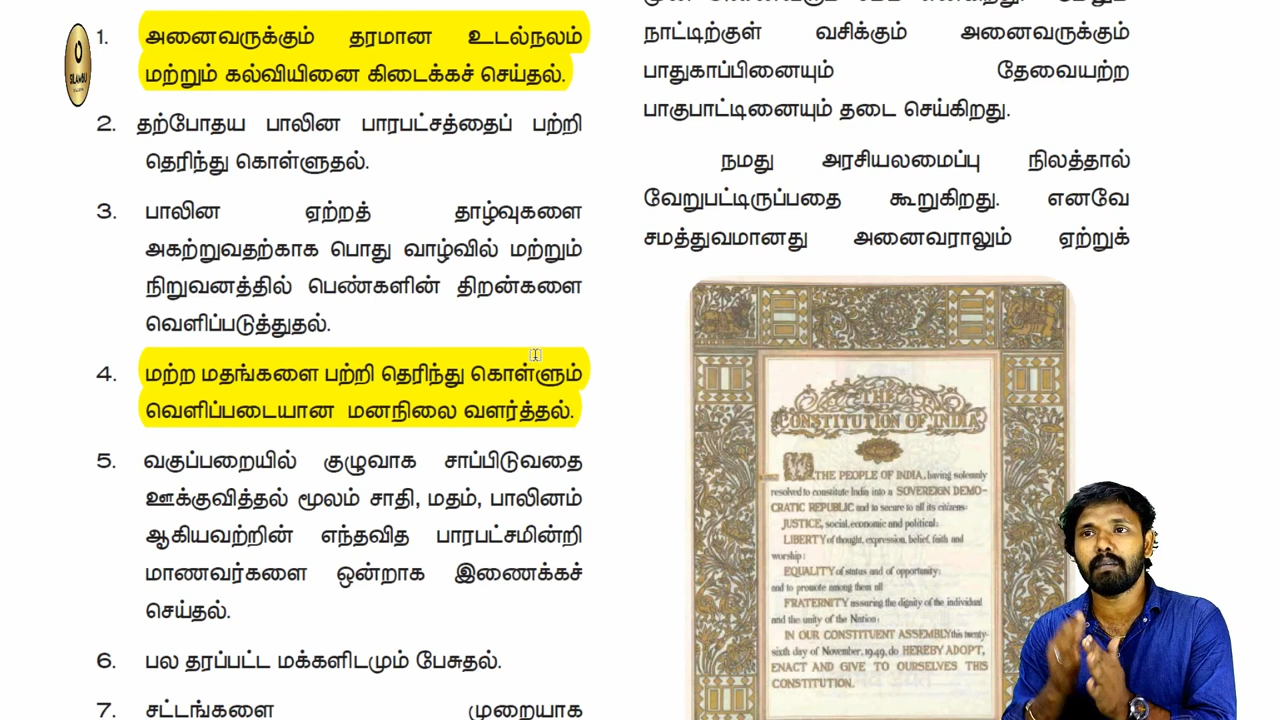 SILAMBU
1. அனைவருக்கும் தரமான உடல்நலம்
மற்றும் கல்வியினை கிடைக்கச் செய்தல்.
2. தற்போதய பாலின பாரபட்சத்தைப் பற்றி
தெரிந்து கொள்ளுதல்.
3. பாலின ஏற்றத் தாழ்வுகளை
அகற்றுவதற்காக பொது வாழ்வில் மற்றும்
நிறுவனத்தில் பெண்களின் திறன்களை
வெளிப்படுத்துதல்.
4. மற்ற மதங்களை பற்றி தெரிந்து கொள்ளும்
வெளிப்படையான மனநிலை வளர்த்தல்.
5. வகுப்பறையில் குழுவாக சாப்பிடுவதை
ஊக்குவித்தல் மூலம் சாதி, மதம், பாலினம்
ஆகியவற்றின் எந்தவித பாரபட்சமின்றி
மாணவர்களை ஒன்றாக இணைக்கச்
செய்தல்.
6. பல தரப்பட்ட மக்களிடமும் பேசுதல்.
7. சட்டங்களை முறையாக
நாட்டிற்குள் வசிக்கும் அனைவருக்கும்
பாதுகாப்பினையும் தேவையற்ற
பாகுபாட்டினையும் தடை செய்கிறது.
நமது அரசியலமைப்பு நிலத்தால்
வேறுபட்டிருப்பதை கூறுகிறது. எனவே
சமத்துவமானது அனைவராலும் ஏற்றுக்
THE
CONSTITUTION OF INDIA
WE, THE PEOPLE OF INDIA, having solemnly
resolved to constitute India into a SOVEREIGN DEMO-
CRATIC REPUBLIC and to secure to all its citizens:
JUSTICE, social, economic and political;
LIBERTY of thought, expression, belief, faith and
worship;
EQUALITY of status and of opportunity;
and to promote among them all
FRATERNITY assuring the dignity of the individual
and the unity of the Nation;
IN OUR CONSTITUENT ASSEMBLY this twenty-
sixth day of November, 1949, do HEREBY ADOPT,
ENACT AND GIVE TO OURSELVES THIS
CONSTITUTION.